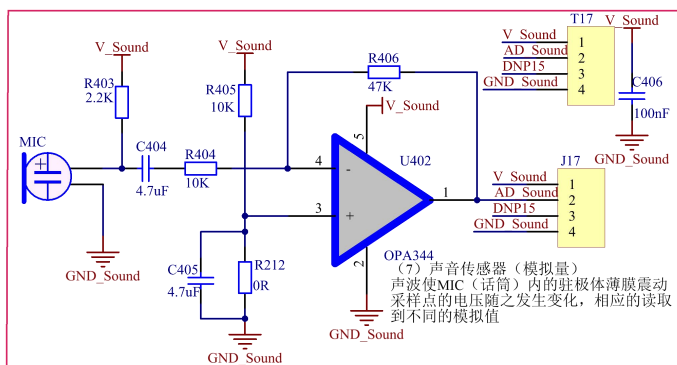 V_Sound
R403
2.2K
MIC
C404
4.7uF
R404
10K
GND_Sound
V_Sound
R405
10K
C405
4.7uF
R212
0R
GND_Sound
R406
47K
V_Sound
5
U402
4
-
3
+
1
2
OPA344
GND_Sound
T17
V_Sound 1
AD_Sound 2
DNP15 3
GND_Sound 4
V_Sound
C406
100nF
GND_Sound
J17
V_Sound 1
AD_Sound 2
DNP15 3
GND_Sound 4
（7）声音传感器（模拟量）
声波使MIC（话筒）内的驻极体薄膜震动
采样点的电压随之发生变化，相应的读取
到不同的模拟值